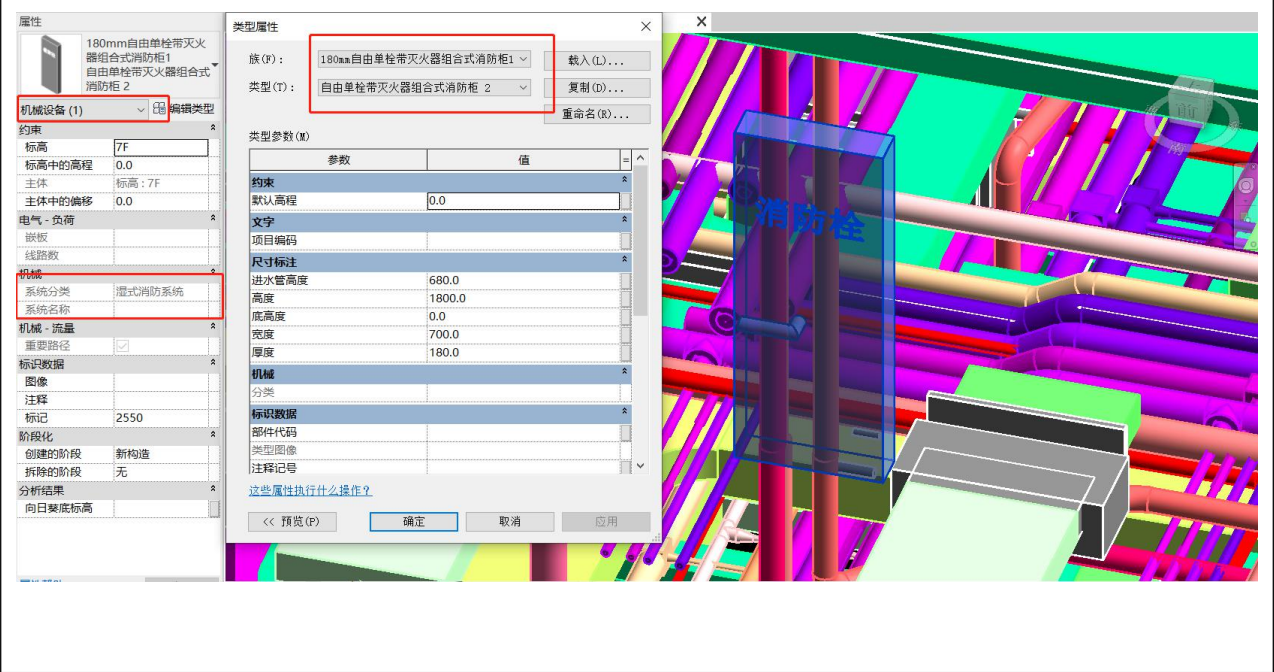 属性
180mm自由单栓带灭火
器组合式消防柜1
自由单栓带灭火器组合式
消防柜 2
机械设备 (1)
编辑类型
约束
标高 7F
标高中的高程 0.0
主体 标高 : 7F
主体中的偏移 0.0
电气 - 负荷
嵌板
线路数
机械
系统分类 湿式消防系统
系统名称
机械 - 流量
重要路径
标识数据
图像
注释
标记 2550
阶段化
创建的阶段 新构造
拆除的阶段 无
分析结果
向日葵底标高
类型属性
族(F): 180mm自由单栓带灭火器组合式消防柜1 载入(L)...
类型(T): 自由单栓带灭火器组合式消防柜 2 复制(D)...
重命名(R)...
类型参数(M)
参数 值 =
约束
默认高程 0.0
文字
项目编码
尺寸标注
进水管高度 680.0
高度 1800.0
底高度 0.0
宽度 700.0
厚度 180.0
机械
分类
标识数据
部件代码
类型图像
注释记号
这些属性执行什么操作?
<< 预览(P) 确定 取消 应用
消防栓
前
南